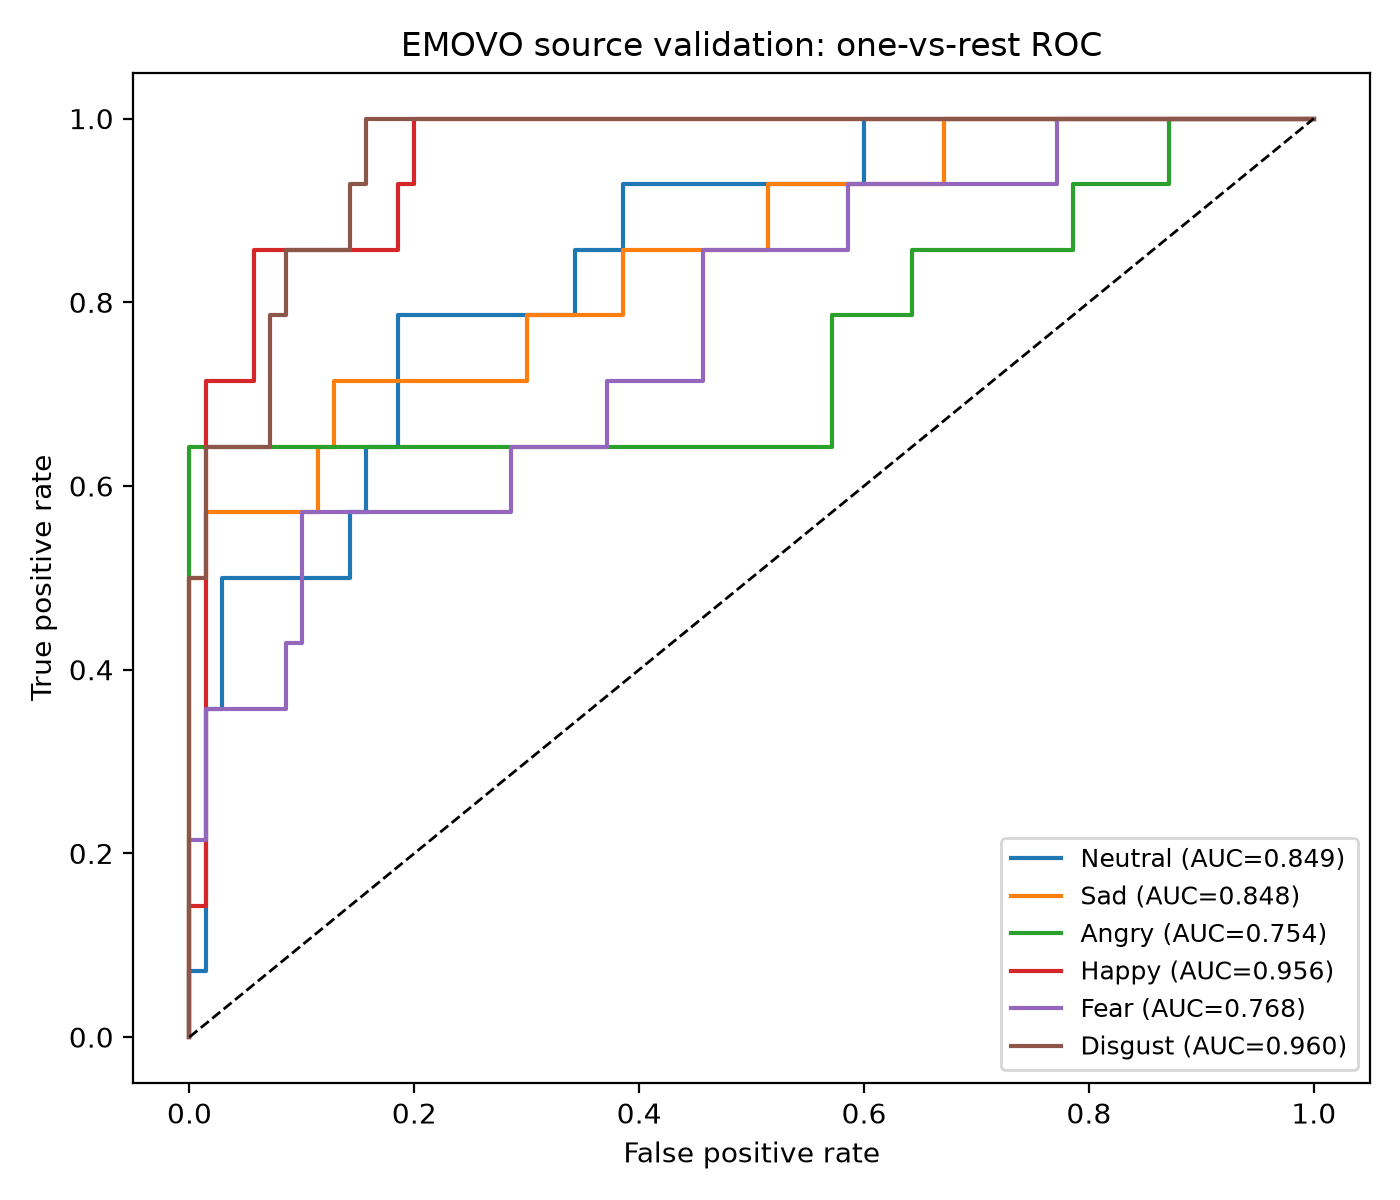 EMOVO source validation: one-vs-rest ROC
True positive rate
1.0
0.8
0.6
0.4
0.2
0.0
0.0 0.2 0.4 0.6 0.8 1.0
False positive rate
Neutral (AUC=0.849)
Sad (AUC=0.848)
Angry (AUC=0.754)
Happy (AUC=0.956)
Fear (AUC=0.768)
Disgust (AUC=0.960)